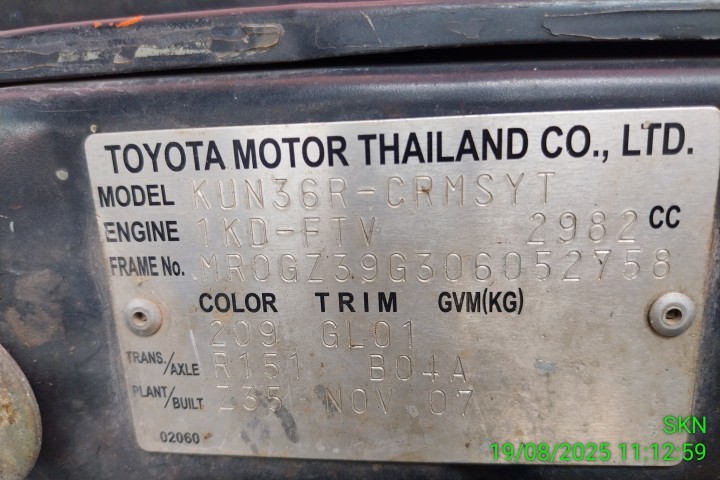 TOYOTA MOTOR THAILAND CO., LTD.
MODEL KUN36R-CRMSYT
ENGINE 1KD-FTV 2982 CC
FRAME No. MR0GZ39G306052758
COLOR TRIM GVM(KG)
209 GL01
TRANS./AXLE R151 B04A
PLANT/BUILT Z35 NOV 07
02060
SKN
19/08/2025 11:12:59